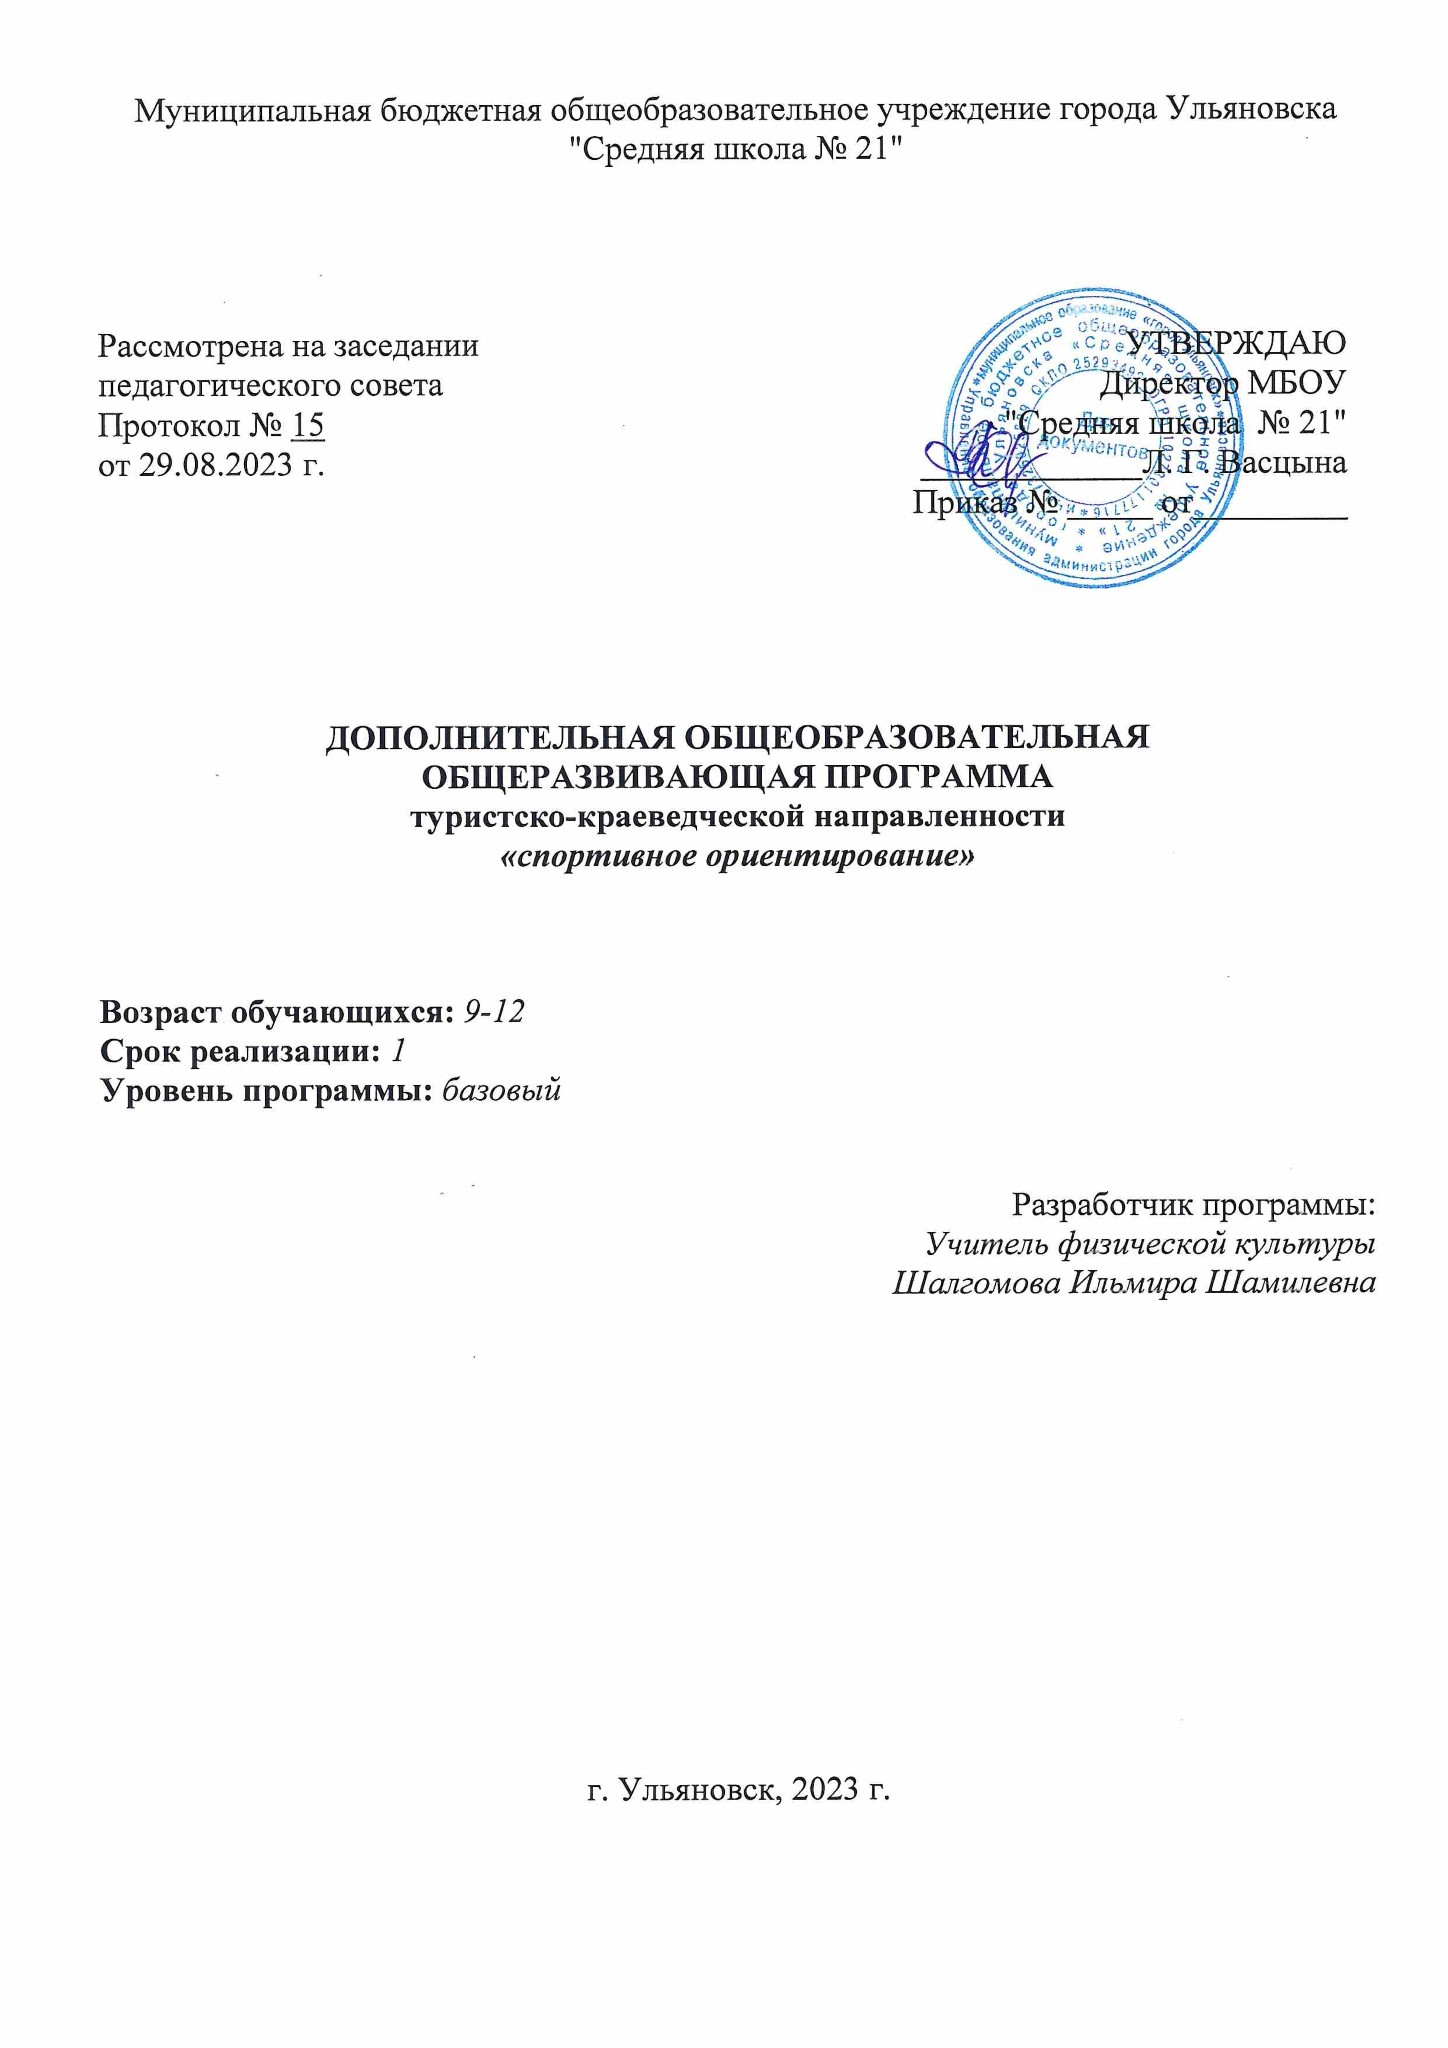 Муниципальная бюджетная общеобразовательное учреждение города Ульяновска
"Средняя школа № 21"
Рассмотрена на заседании
педагогического совета
Протокол № 15
от 29.08.2023 г.
УТВЕРЖДАЮ
Директор МБОУ
"Средняя школа № 21"
Л. Г. Васцына
Приказ № _____ от_________
документов
ДОПОЛНИТЕЛЬНАЯ ОБЩЕОБРАЗОВАТЕЛЬНАЯ
ОБЩЕРАЗВИВАЮЩАЯ ПРОГРАММА
туристско-краеведческой направленности
«спортивное ориентирование»
Возраст обучающихся: 9-12
Срок реализации: 1
Уровень программы: базовый
Разработчик программы:
Учитель физической культуры
Шалгомова Ильмира Шамилевна
г. Ульяновск, 2023 г.